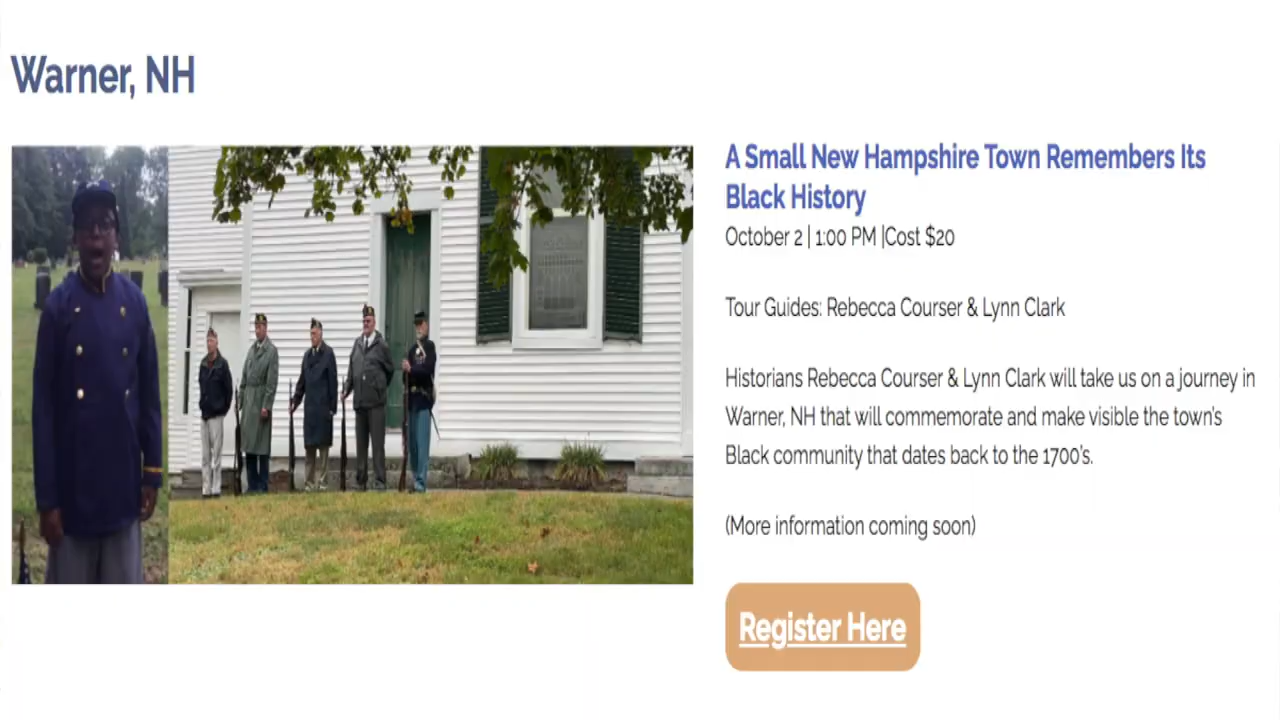 Warner, NH
A Small New Hampshire Town Remembers Its
Black History
October 2 | 1:00 PM |Cost $20
Tour Guides: Rebecca Courser & Lynn Clark
Historians Rebecca Courser & Lynn Clark will take us on a journey in
Warner, NH that will commemorate and make visible the town's
Black community that dates back to the 1700's.
(More information coming soon)
Register Here